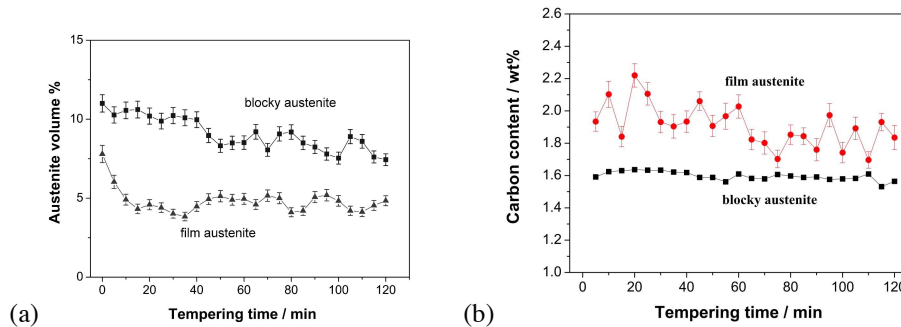 15
10
5
0
Austenite volume %
blocky austenite
film austenite
0 20 40 60 80 100 120
Tempering time / min
(a)
2.6
2.4
2.2
2.0
1.8
1.6
1.4
1.2
1.0
Carbon content / wt%
film austenite
blocky austenite
0 20 40 60 80 100 120
Tempering time / min
(b)